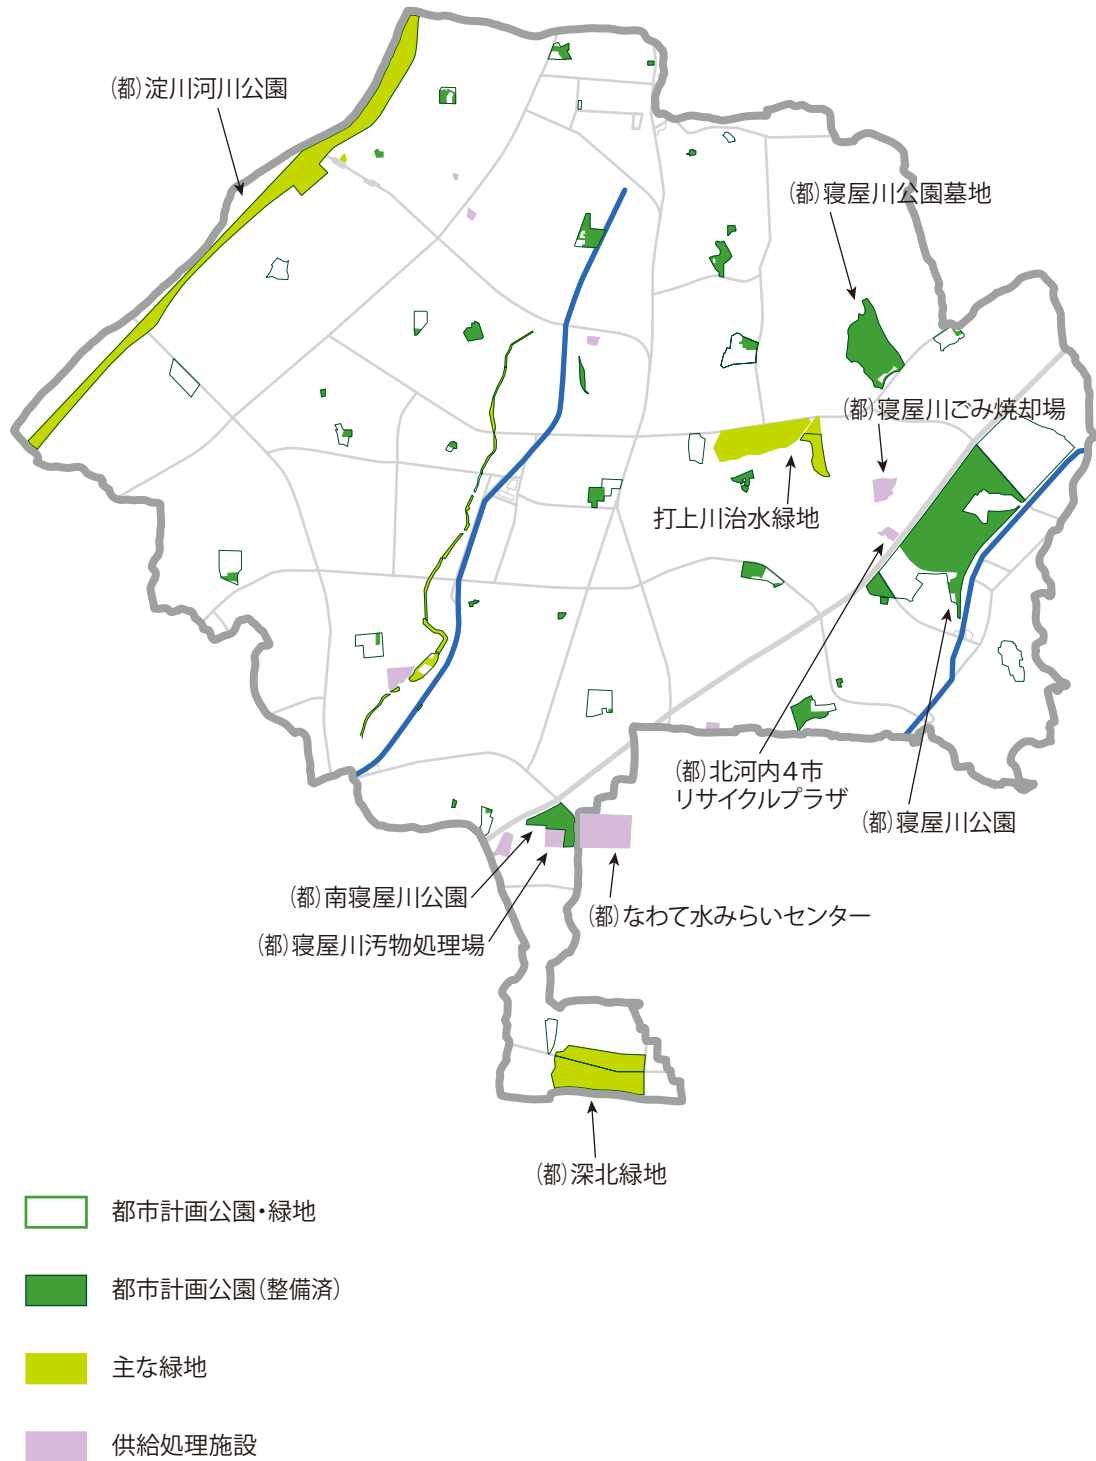 (都)淀川河川公園
(都)寝屋川公園墓地
(都)寝屋川ごみ焼却場
打上川治水緑地
(都)北河内4市
リサイクルプラザ
(都)寝屋川公園
(都)南寝屋川公園
(都)なわて水みらいセンター
(都)寝屋川汚物処理場
(都)深北緑地
都市計画公園・緑地
都市計画公園(整備済)
主な緑地
供給処理施設